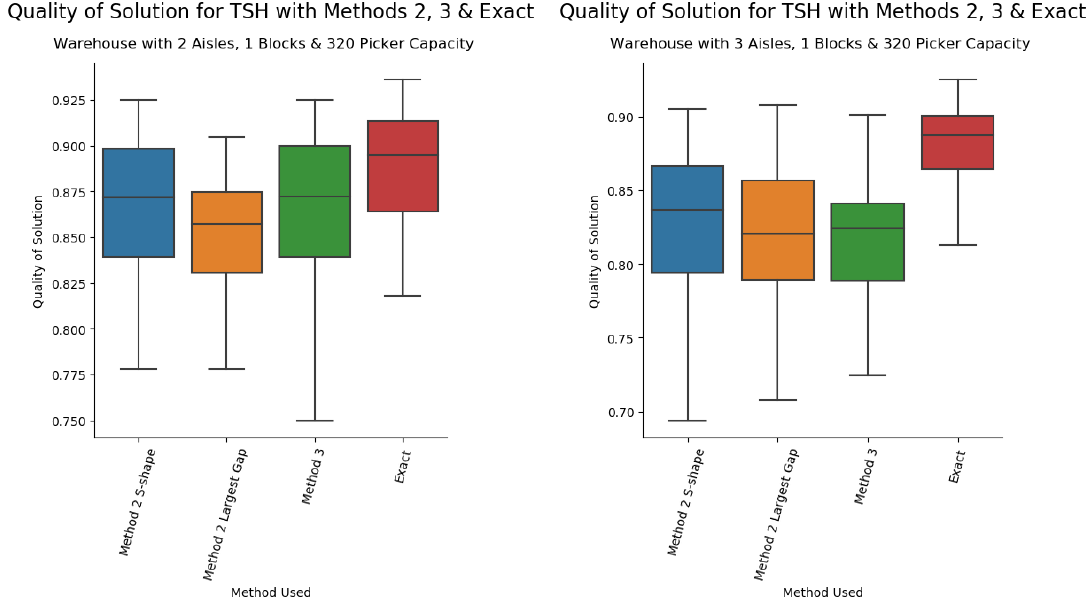 Quality of Solution for TSH with Methods 2, 3 & Exact
Warehouse with 2 Aisles, 1 Blocks & 320 Picker Capacity
Quality of Solution
0.925
0.900
0.875
0.850
0.825
0.800
0.775
0.750
Method 2 S-shape
Method 2 Largest Gap
Method 3
Exact
Method Used
Quality of Solution for TSH with Methods 2, 3 & Exact
Warehouse with 3 Aisles, 1 Blocks & 320 Picker Capacity
Quality of Solution
0.90
0.85
0.80
0.75
0.70
Method 2 S-shape
Method 2 Largest Gap
Method 3
Exact
Method Used